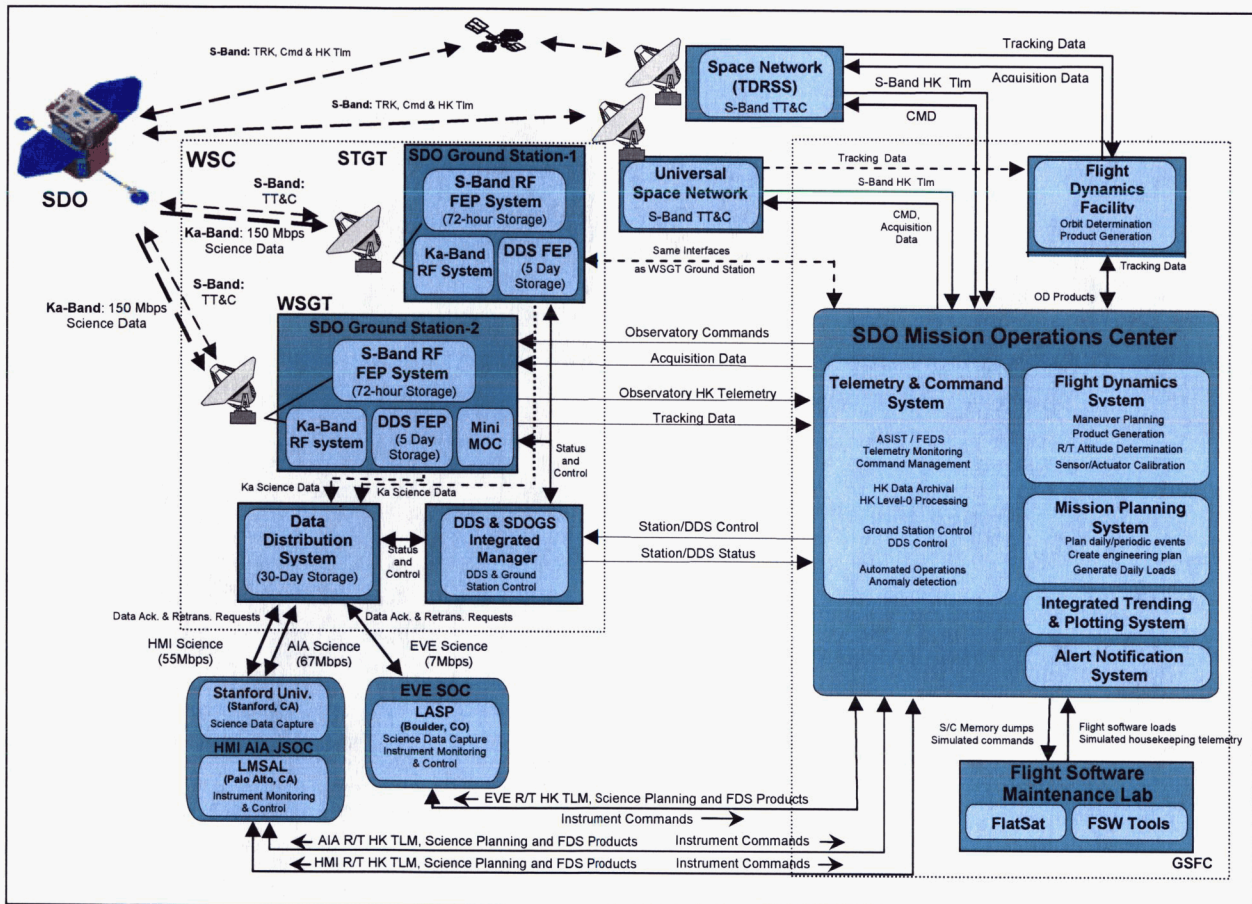 S-Band: TRK, Cmd & HK Tlm
S-Band: TRK, Cmd & HK Tlm
SDO
Space Network
(TDRSS)
S-Band TT&C
Tracking Data
Acquisition Data
S-Band HK Tlm
CMD
WSC
STGT
SDO Ground Station-1
S-Band RF
FEP System
(72-hour Storage)
Ka-Band
RF System
DDS FEP
(5 Day
Storage)
S-Band:
TT&C
Ka-Band: 150 Mbps
Science Data
S-Band:
TT&C
Ka-Band: 150 Mbps
Science Data
Universal
Space Network
S-Band TT&C
Tracking Data
S-Band HK Tlm
CMD,
Acquisition
Data
Flight
Dynamics
Facility
Orbit Determination
Product Generation
Same Interfaces
as WSGT Ground Station
Tracking Data
OD Products
WSGT
SDO Ground Station-2
S-Band RF
FEP System
(72-hour Storage)
Ka-Band
RF system
DDS FEP
(5 Day
Storage)
Mini
MOC
Observatory Commands
Acquisition Data
Observatory HK Telemetry
Tracking Data
Status
and
Control
Ka Science Data
Ka Science Data
Data
Distribution
System
(30-Day Storage)
Status
and
Control
DDS & SDOGS
Integrated
Manager
DDS & Ground
Station Control
Station/DDS Control
Station/DDS Status
SDO Mission Operations Center
Telemetry & Command
System
ASIST / FEDS
Telemetry Monitoring
Command Management
HK Data Archival
HK Level-0 Processing
Ground Station Control
DDS Control
Automated Operations
Anomaly detection
Flight Dynamics
System
Maneuver Planning
Product Generation
R/T Attitude Determination
Sensor/Actuator Calibration
Mission Planning
System
Plan daily/periodic events
Create engineering plan
Generate Daily Loads
Integrated Trending
& Plotting System
Alert Notification
System
Data Ack. & Retrans. Requests
Data Ack. & Retrans. Requests
HMI Science
(55Mbps)
AIA Science
(67Mbps)
EVE Science
(7Mbps)
Stanford Univ.
(Stanford, CA)
Science Data Capture
HMI AIA JSOC
LMSAL
(Palo Alto, CA)
Instrument Monitoring
& Control
EVE SOC
LASP
(Boulder, CO)
Science Data Capture
Instrument Monitoring
& Control
S/C Memory dumps
Simulated commands
Flight software loads
Simulated housekeeping telemetry
Flight Software
Maintenance Lab
FlatSat
FSW Tools
GSFC
EVE R/T HK TLM, Science Planning and FDS Products
Instrument Commands
AIA R/T HK TLM, Science Planning and FDS Products
Instrument Commands
HMI R/T HK TLM, Science Planning and FDS Products
Instrument Commands